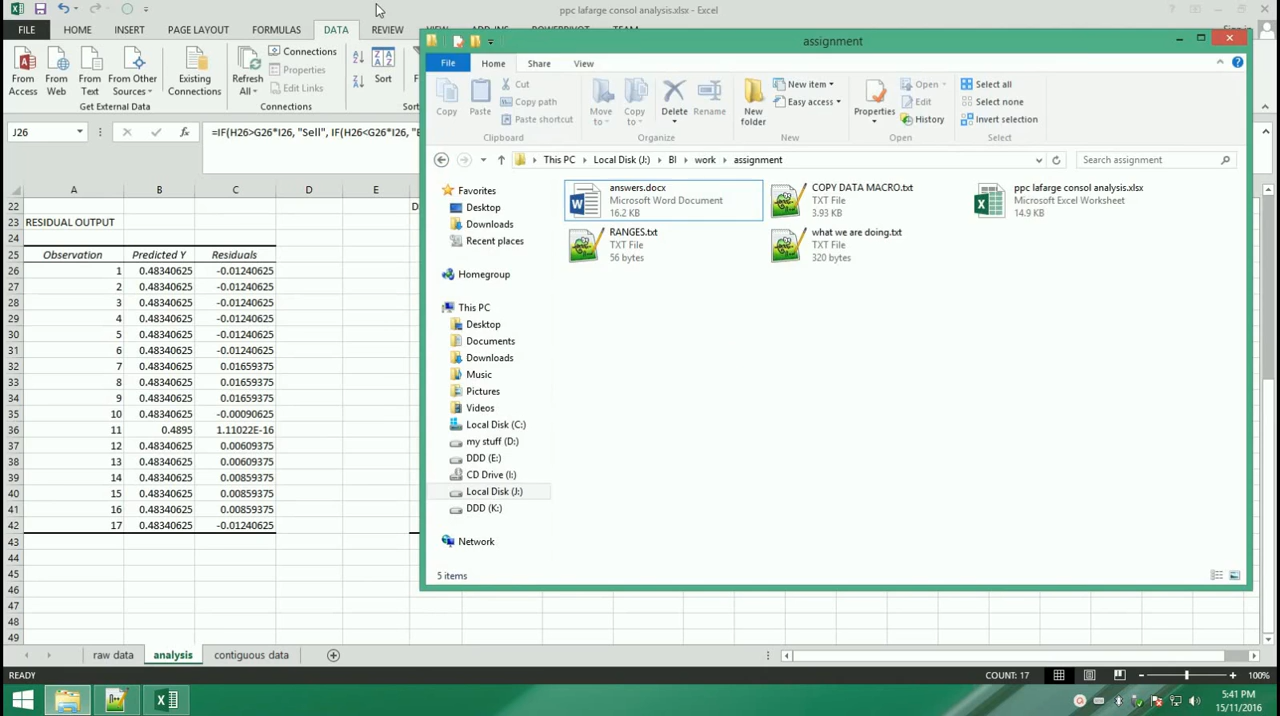 ppc lafarge consol analysis.xlsx - Excel
FILE HOME INSERT PAGE LAYOUT FORMULAS DATA REVIEW
From Access
From Web
From Text
From Other Sources
Get External Data
Existing Connections
Refresh All
Connections
Properties
Edit Links
Connections
Sort
J26
=IF(H26>G26*I26, "Sell", IF(H26<G26*I26,
A B C D E
22
23 RESIDUAL OUTPUT
24
25 Observation Predicted Y Residuals
26 1 0.48340625 -0.01240625
27 2 0.48340625 -0.01240625
28 3 0.48340625 -0.01240625
29 4 0.48340625 -0.01240625
30 5 0.48340625 -0.01240625
31 6 0.48340625 -0.01240625
32 7 0.48340625 0.01659375
33 8 0.48340625 0.01659375
34 9 0.48340625 0.01659375
35 10 0.48340625 -0.00090625
36 11 0.4895 1.11022E-16
37 12 0.48340625 0.00609375
38 13 0.48340625 0.00609375
39 14 0.48340625 0.00859375
40 15 0.48340625 0.00859375
41 16 0.48340625 0.00859375
42 17 0.48340625 -0.01240625
43
44
45
46
47
48
49
raw data analysis contiguous data
READY
COUNT: 17
100%
assignment
File Home Share View
Copy
Paste
Cut
Copy path
Paste shortcut
Clipboard
Move to
Copy to
Delete
Rename
Organize
New folder
New item
Easy access
New
Properties
Open
Edit
History
Open
Select all
Select none
Invert selection
Select
This PC Local Disk (J:) BI work assignment
Search assignment
Favorites
Desktop
Downloads
Recent places
Homegroup
This PC
Desktop
Documents
Downloads
Music
Pictures
Videos
Local Disk (C:)
my stuff (D:)
DDD (E:)
CD Drive (I:)
Local Disk (J:)
DDD (K:)
Network
answers.docx
Microsoft Word Document
16.2 KB
COPY DATA MACRO.txt
TXT File
3.93 KB
ppc lafarge consol analysis.xlsx
Microsoft Excel Worksheet
14.9 KB
RANGES.txt
TXT File
56 bytes
what we are doing.txt
TXT File
320 bytes
5 items
5:41 PM
15/11/2016